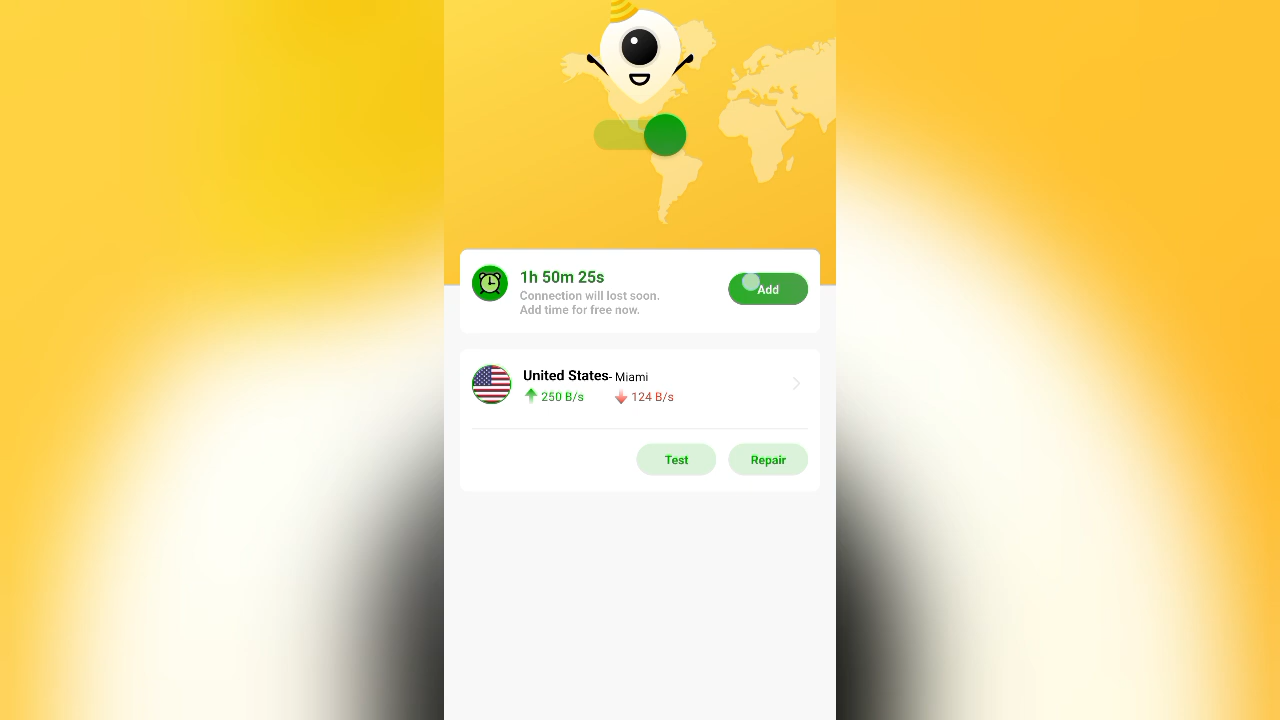 1h 50m 25s
Connection will lost soon.
Add time for free now.
Add
United States- Miami
250 B/s 124 B/s
Test Repair